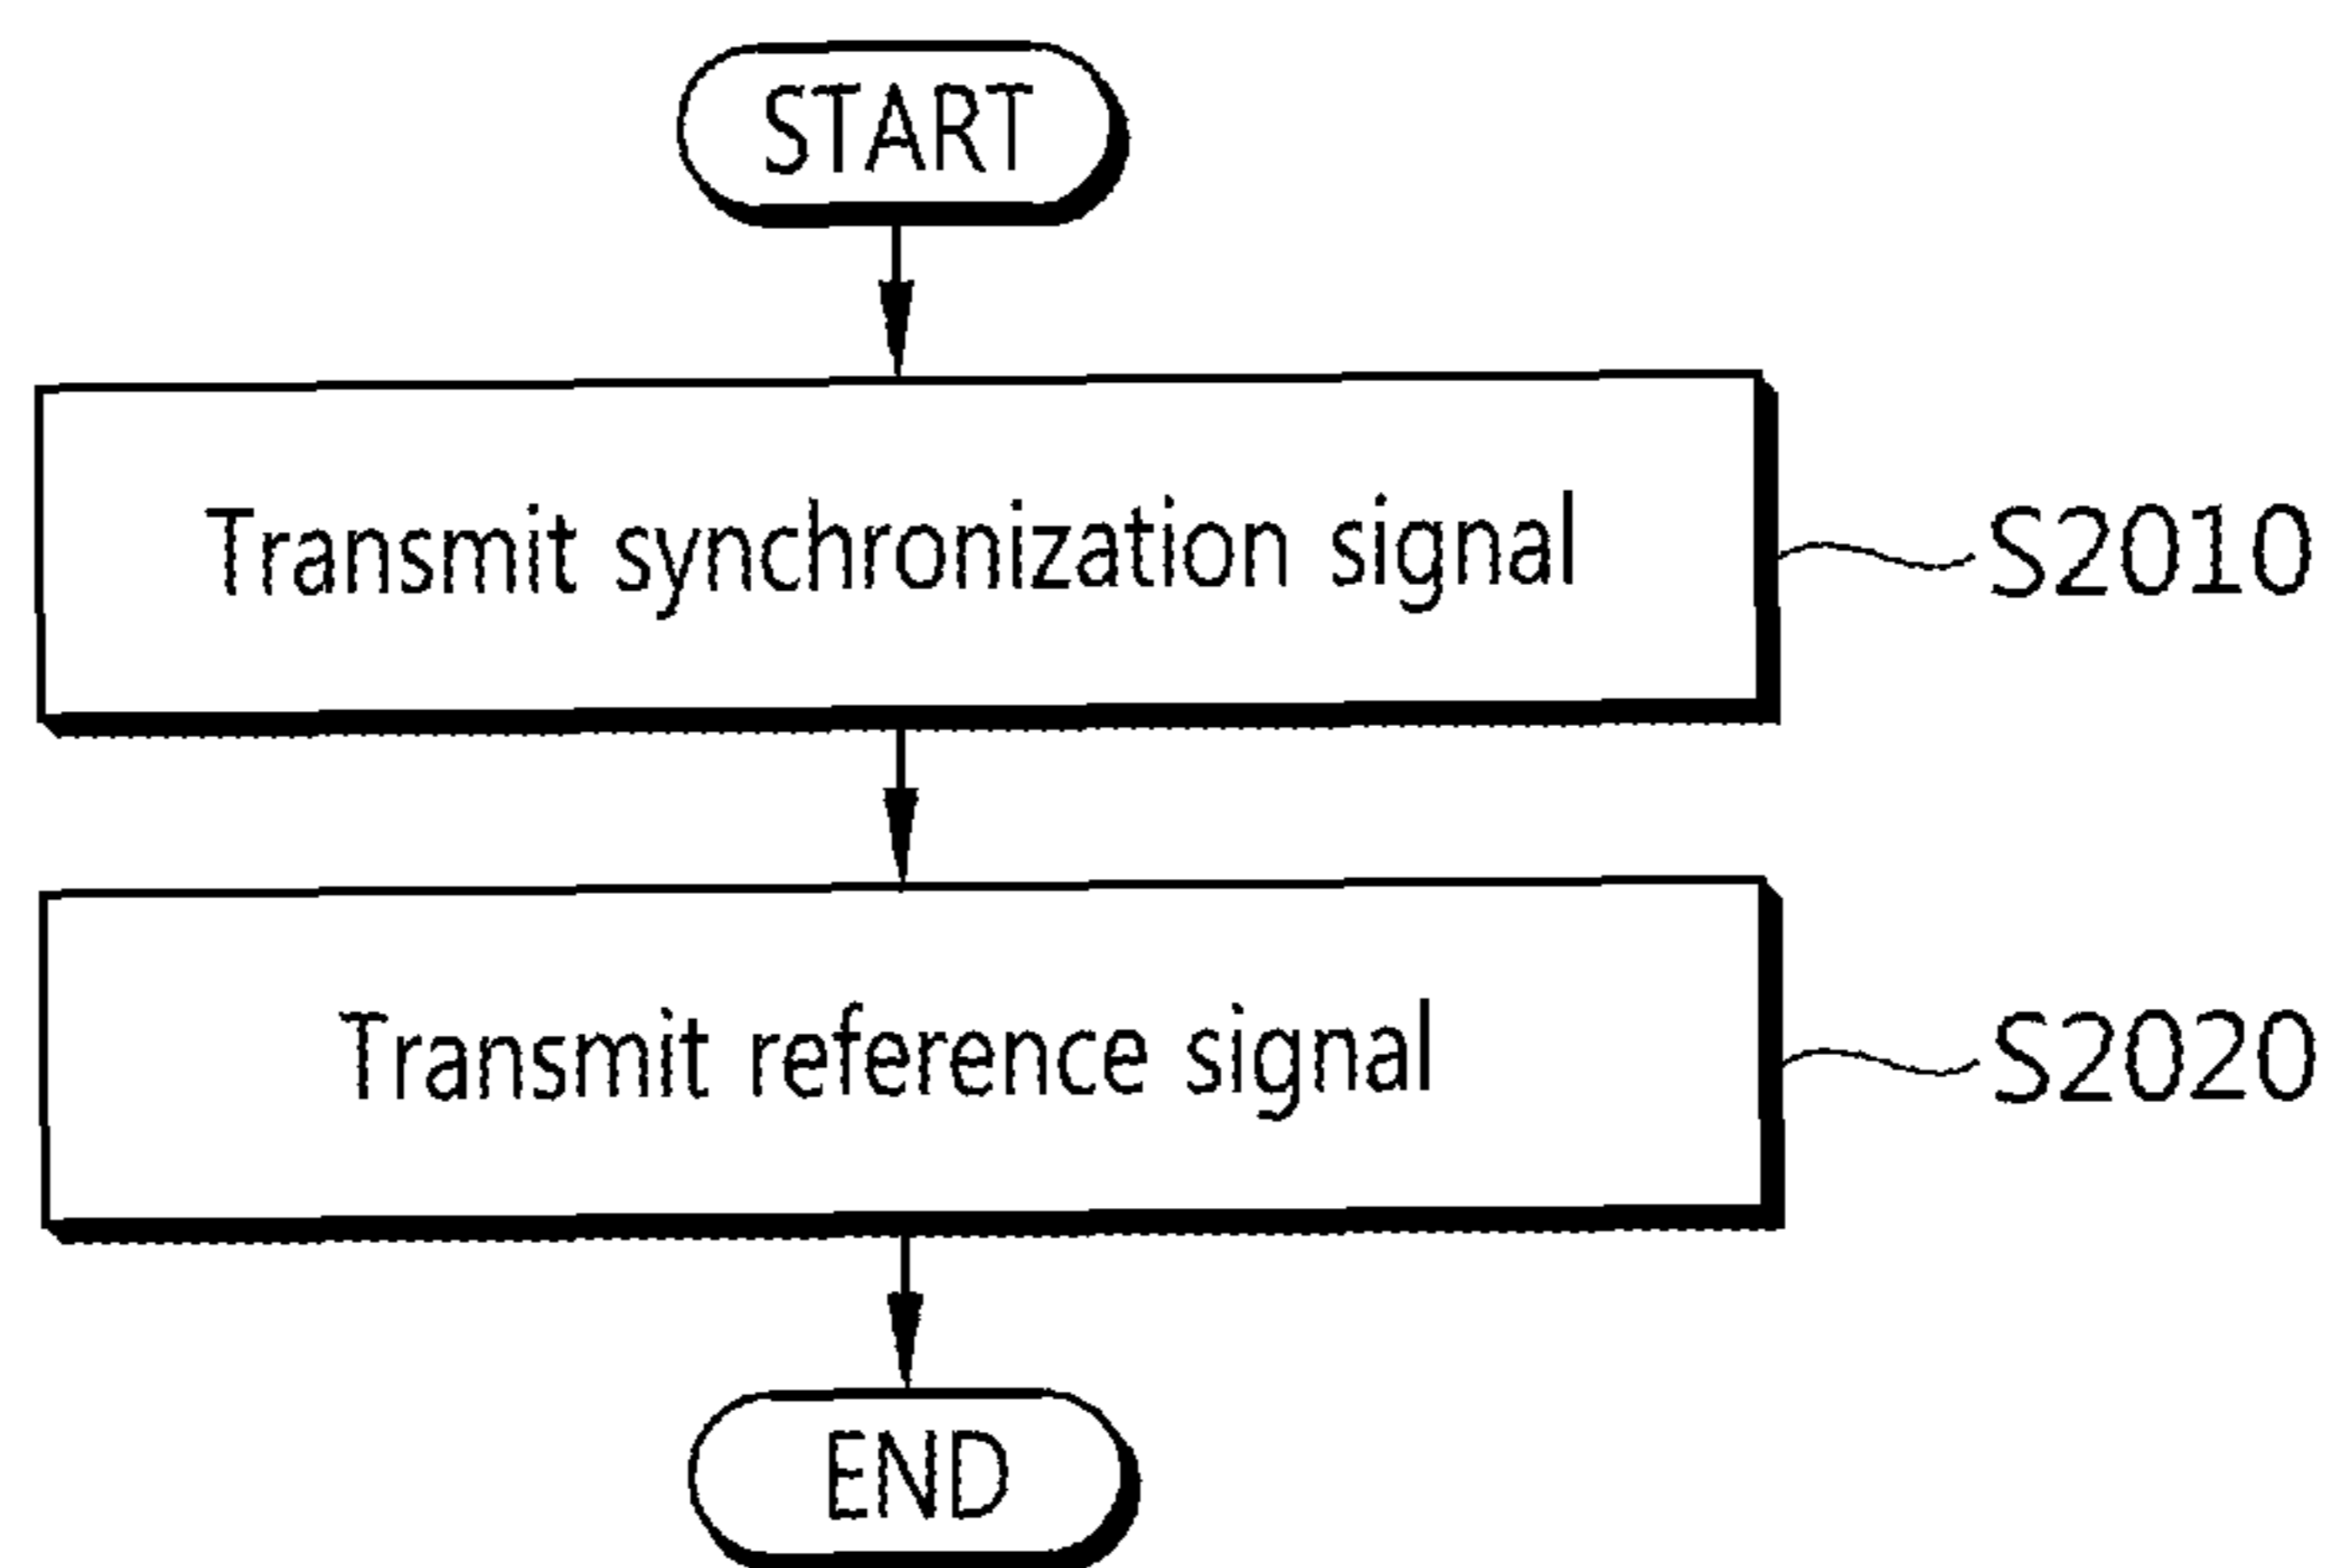 START
Transmit synchronization signal
S2010
Transmit reference signal
S2020
END